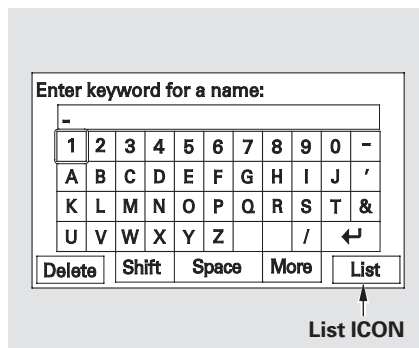 Enter keyword for a name:
-
1 2 3 4 5 6 7 8 9 0 -
A B C D E F G H I J '
K L M N O P Q R S T &
U V W X Y Z / ↵
Delete Shift Space More List
List ICON